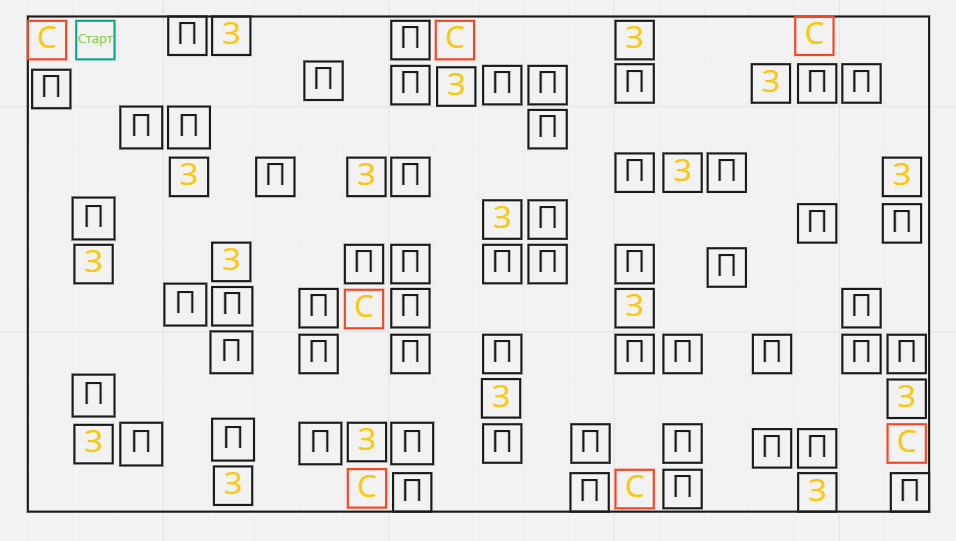 С Старт П З П С З С
П П П З П П П З П П
П П П
З П З П П З П З
П З П П П
З З П П П П П П
П П П С П З П
П П П П П П П П П
П З З
З П П П З П П П П П П С
З С П П С П З П